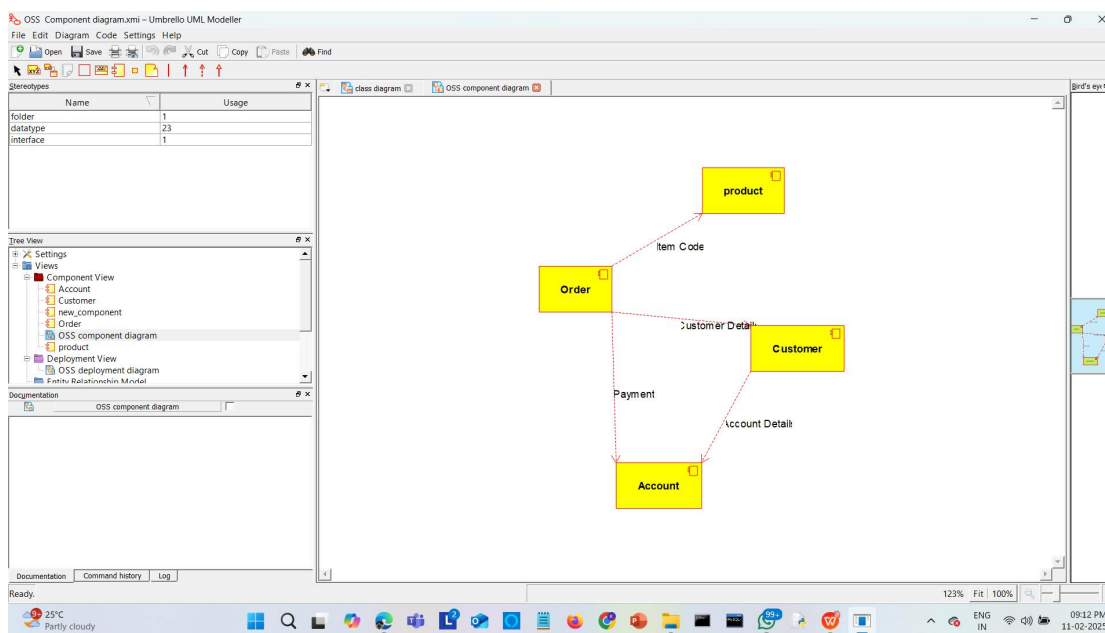 OSS Component diagram.xmi – Umbrello UML Modeller
File Edit Diagram Code Settings Help
Open Save Cut Copy Paste Find
Stereotypes
Name Usage
folder 1
datatype 23
interface 1
Tree View
Settings
Views
Component View
Account
Customer
new_component
Order
OSS component diagram
product
Deployment View
OSS deployment diagram
Entity Relationship Model
Documentation
OSS component diagram
Documentation Command history Log
Ready.
class diagram OSS component diagram
product
Item Code
Order
Customer Details
Customer
Payment
Account Details
Account
Bird's eye
123% Fit 100%
9+
25°C
Partly cloudy
99+
ENG
IN
09:12 PM
11-02-2025